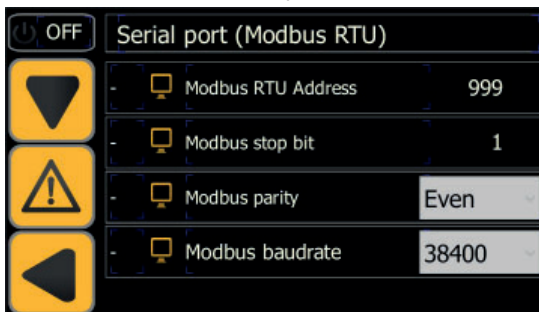 OFF
Serial port (Modbus RTU)
- Modbus RTU Address 999
- Modbus stop bit 1
- Modbus parity Even
- Modbus baudrate 38400